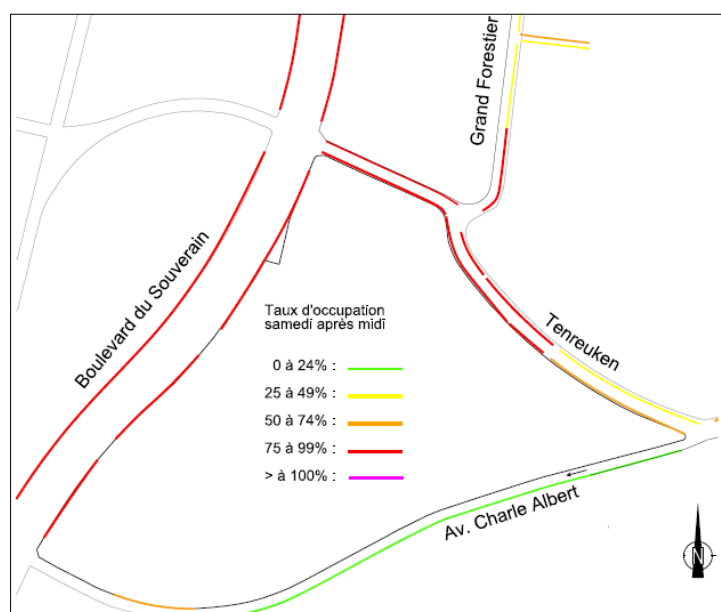 Grand Forestier
Boulevard du Souverain
Taux d'occupation
samedi après midi
0 à 24% :
25 à 49% :
50 à 74% :
75 à 99% :
> à 100% :
Tenreuken
Av. Charle Albert
N